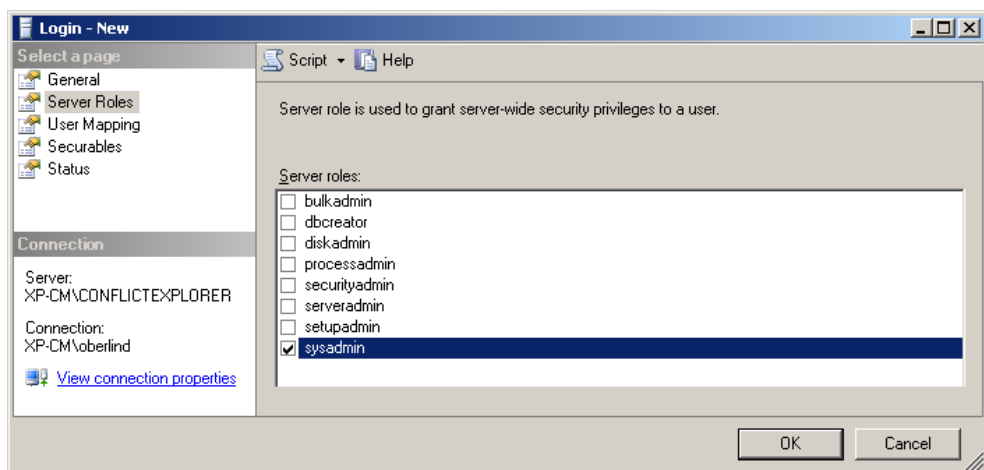 Login - New
Select a page
General
Server Roles
User Mapping
Securables
Status
Connection
Server:
XP-CM\CONFLICTEXPLORER
Connection:
XP-CM\oberlind
View connection properties
Script Help
Server role is used to grant server-wide security privileges to a user.
Server roles:
bulkadmin
dbcreator
diskadmin
processadmin
securityadmin
serveradmin
setupadmin
sysadmin
OK Cancel